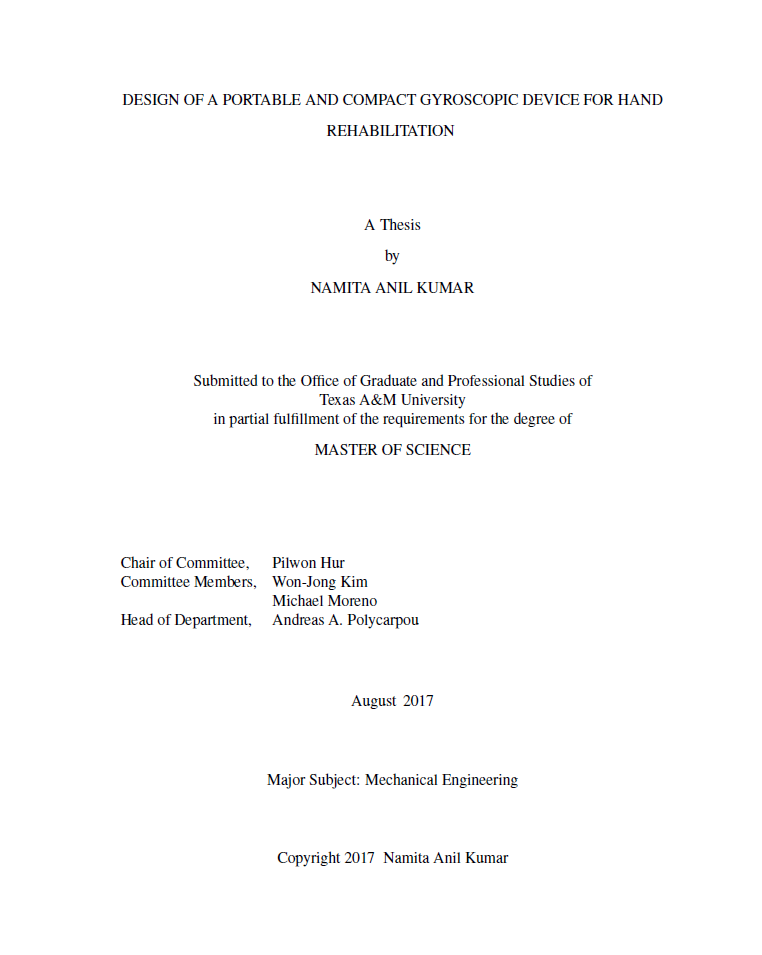 DESIGN OF A PORTABLE AND COMPACT GYROSCOPIC DEVICE FOR HAND
REHABILITATION
A Thesis
by
NAMITA ANIL KUMAR
Submitted to the Office of Graduate and Professional Studies of
Texas A&M University
in partial fulfillment of the requirements for the degree of
MASTER OF SCIENCE
Chair of Committee, Pilwon Hur
Committee Members, Won-Jong Kim
Michael Moreno
Head of Department, Andreas A. Polycarpou
August 2017
Major Subject: Mechanical Engineering
Copyright 2017 Namita Anil Kumar